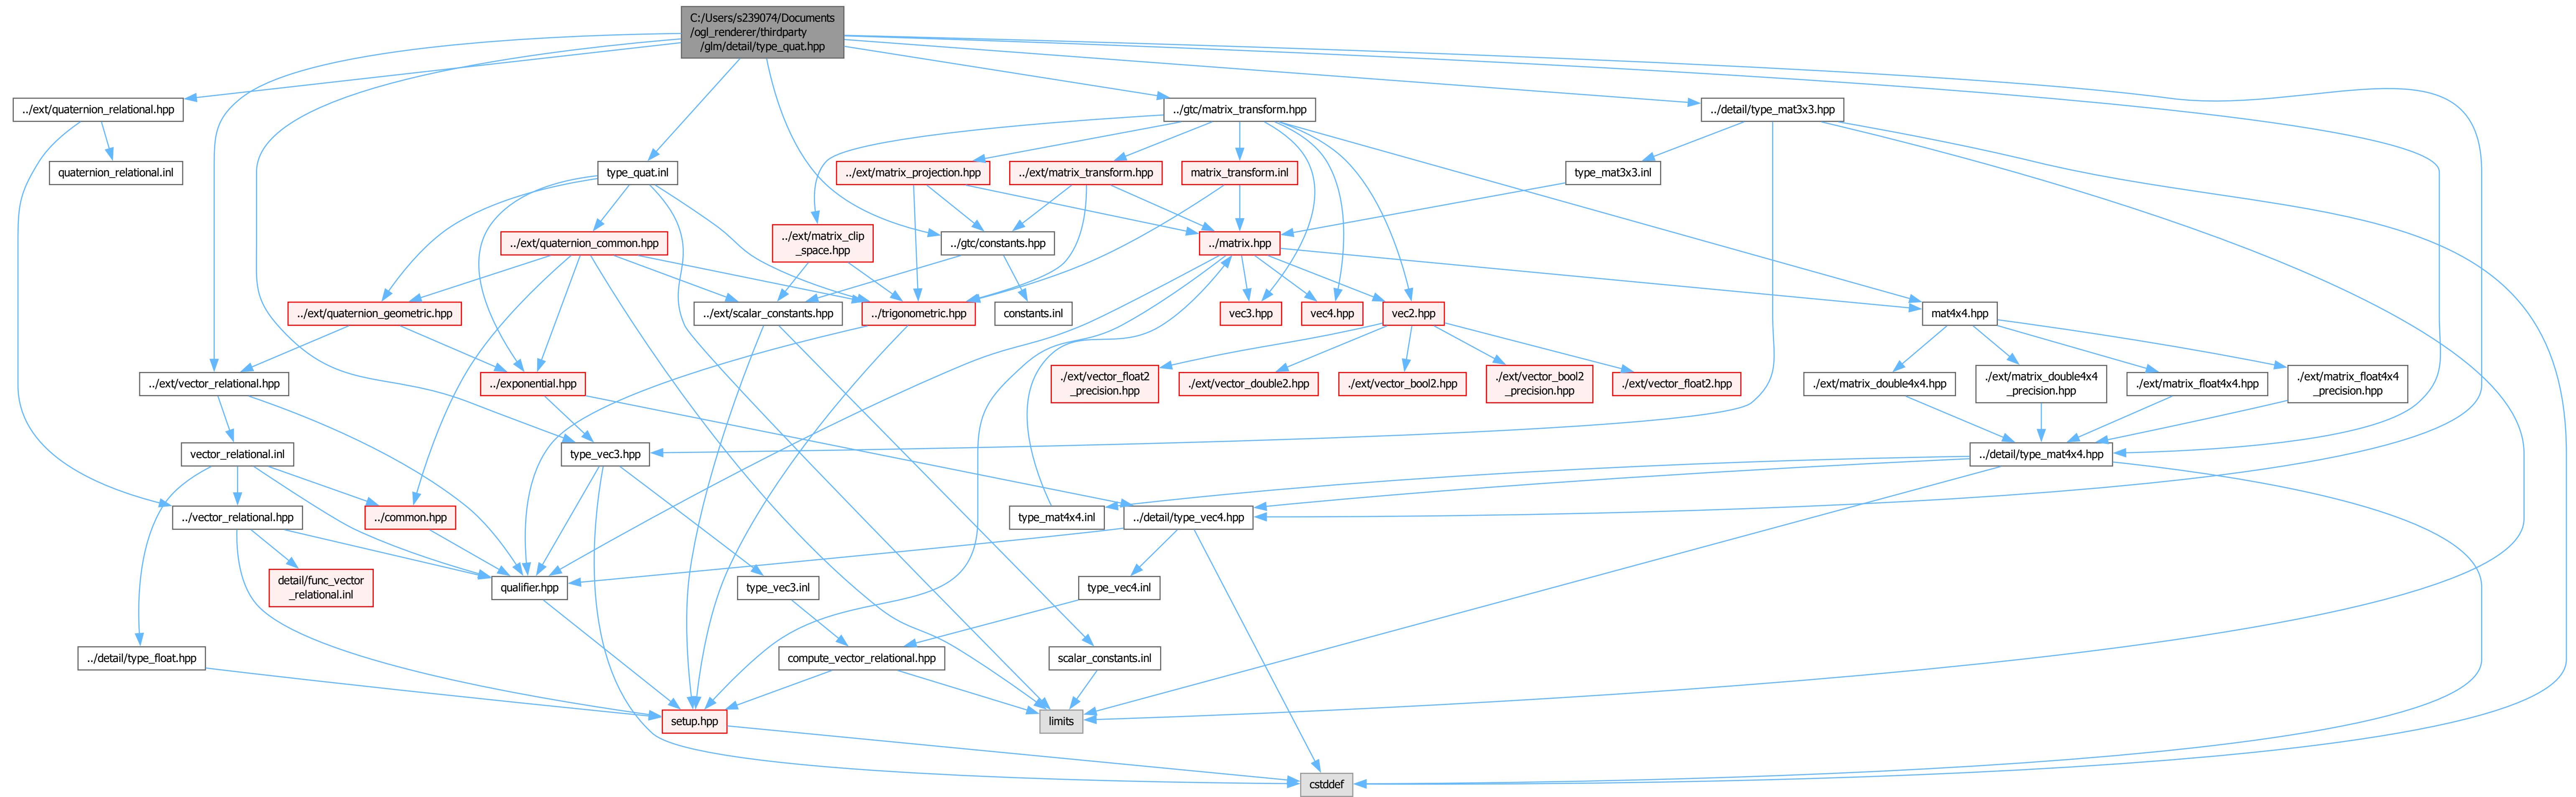 C:/Users/s239074/Documents
/ogl_renderer/thirdparty
/glm/detail/type_quat.hpp
../ext/quaternion_relational.hpp
../gtc/matrix_transform.hpp
../detail/type_mat3x3.hpp
quaternion_relational.inl
type_quat.inl
../ext/matrix_projection.hpp
../ext/matrix_transform.hpp
matrix_transform.inl
type_mat3x3.inl
../ext/quaternion_common.hpp
../ext/matrix_clip
_space.hpp
../gtc/constants.hpp
../matrix.hpp
../ext/quaternion_geometric.hpp
../ext/scalar_constants.hpp
../trigonometric.hpp
constants.inl
vec3.hpp
vec4.hpp
vec2.hpp
mat4x4.hpp
../ext/vector_relational.hpp
../exponential.hpp
./ext/vector_float2
_precision.hpp
./ext/vector_double2.hpp
./ext/vector_bool2.hpp
./ext/vector_bool2
_precision.hpp
./ext/vector_float2.hpp
./ext/matrix_double4x4.hpp
./ext/matrix_double4x4
_precision.hpp
./ext/matrix_float4x4.hpp
./ext/matrix_float4x4
_precision.hpp
vector_relational.inl
type_vec3.hpp
../detail/type_mat4x4.hpp
../vector_relational.hpp
../common.hpp
type_mat4x4.inl
../detail/type_vec4.hpp
detail/func_vector
_relational.inl
qualifier.hpp
type_vec3.inl
type_vec4.inl
../detail/type_float.hpp
compute_vector_relational.hpp
scalar_constants.inl
setup.hpp
limits
cstddef